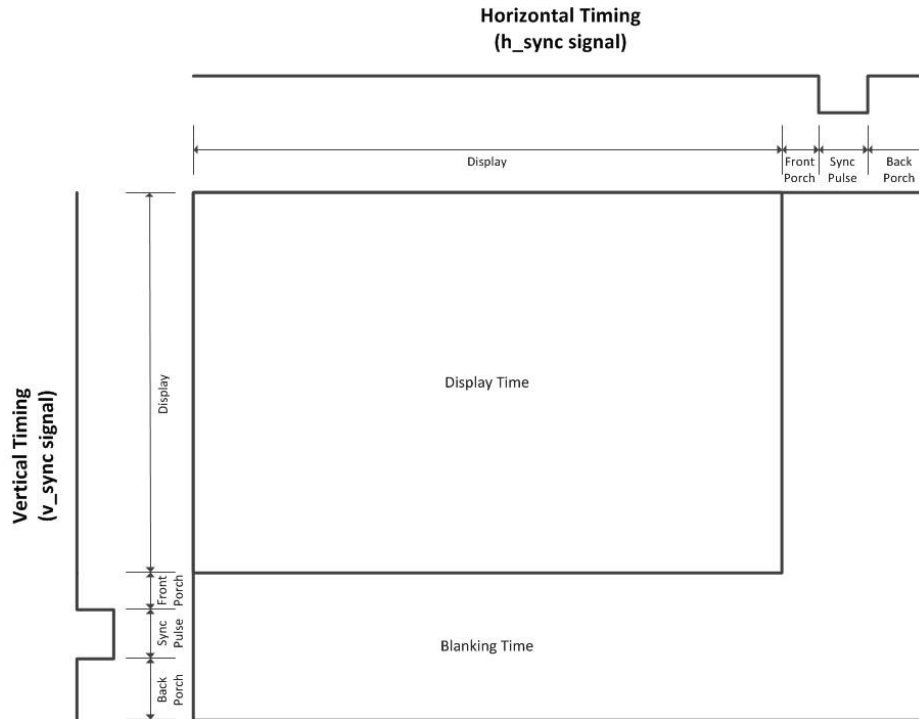 Horizontal Timing
(h_sync signal)
Display
Front
Porch
Sync
Pulse
Back
Porch
Vertical Timing
(v_sync signal)
Display
Display Time
Front
Porch
Sync
Pulse
Back
Porch
Blanking Time